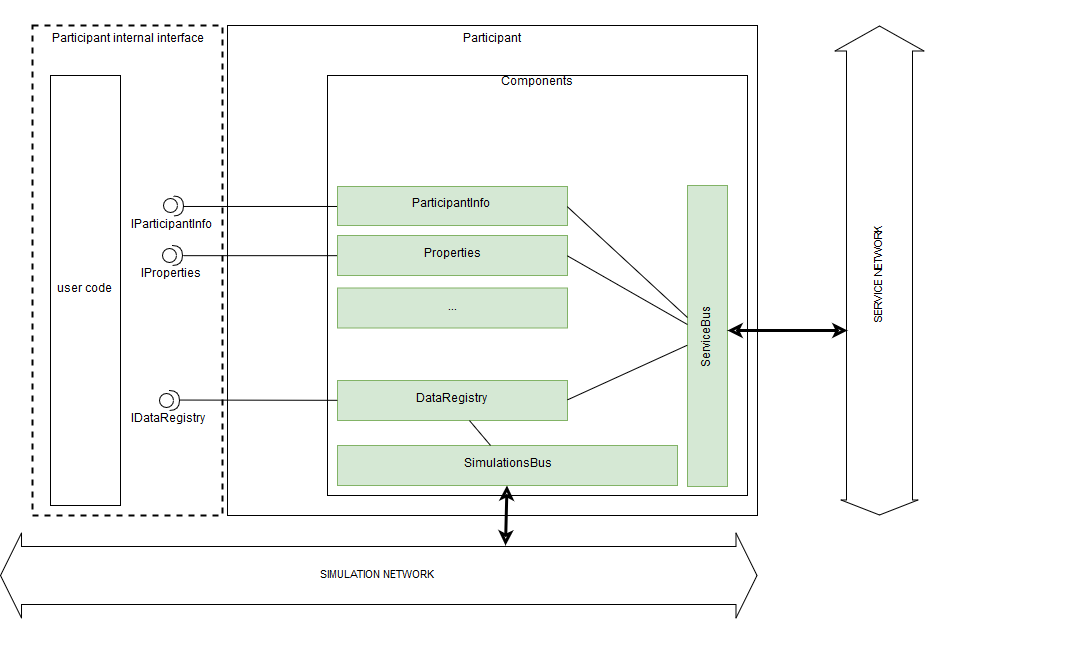 Participant internal interface
Participant
Components
ParticipantInfo
IParticipantInfo
Properties
IProperties
user code
...
ServiceBus
SERVICE NETWORK
DataRegistry
IDataRegistry
SimulationsBus
SIMULATION NETWORK